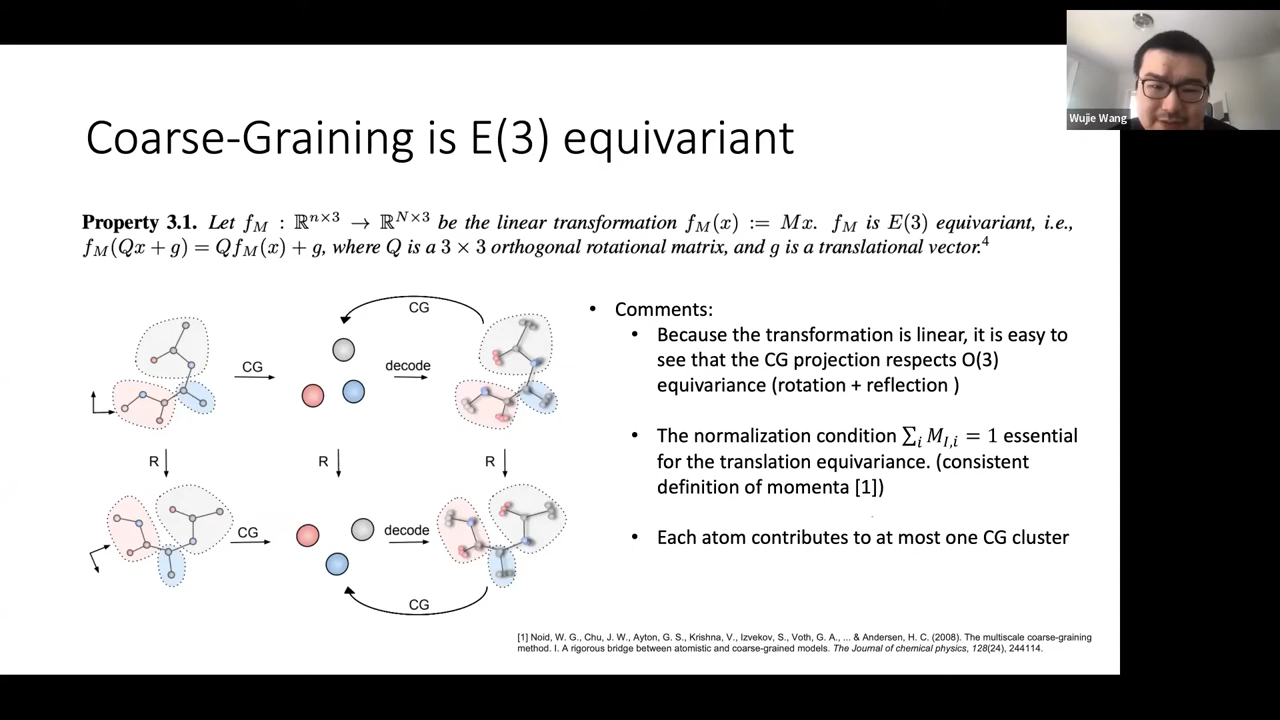 Wujie Wang
Coarse-Graining is E(3) equivariant
Property 3.1. Let f_M : ℝ^{n×3} → ℝ^{N×3} be the linear transformation f_M(x) := Mx. f_M is E(3) equivariant, i.e.,
f_M(Qx + g) = Qf_M(x) + g, where Q is a 3 × 3 orthogonal rotational matrix, and g is a translational vector.⁴
CG
CG
decode
R
R
R
CG
decode
CG
• Comments:
• Because the transformation is linear, it is easy to
see that the CG projection respects O(3)
equivariance (rotation + reflection )
• The normalization condition ∑_i M_{I,i} = 1 essential
for the translation equivariance. (consistent
definition of momenta [1])
• Each atom contributes to at most one CG cluster
[1] Noid, W. G., Chu, J. W., Ayton, G. S., Krishna, V., Izvekov, S., Voth, G. A., ... & Andersen, H. C. (2008). The multiscale coarse-graining
method. I. A rigorous bridge between atomistic and coarse-grained models. The Journal of chemical physics, 128(24), 244114.